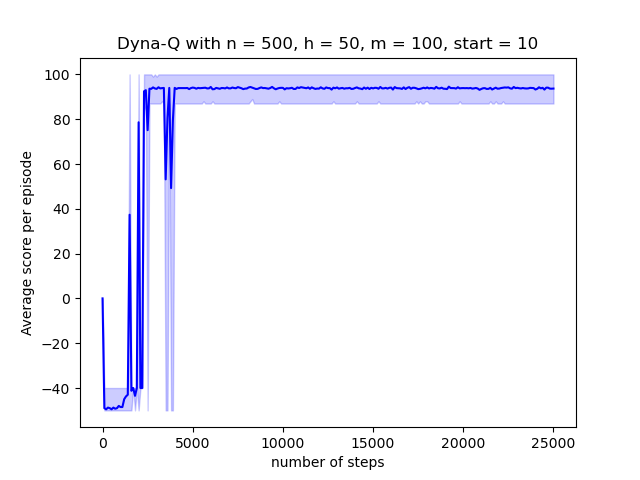 Dyna-Q with n = 500, h = 50, m = 100, start = 10
Average score per episode
100
80
60
40
20
0
−20
−40
0 5000 10000 15000 20000 25000
number of steps